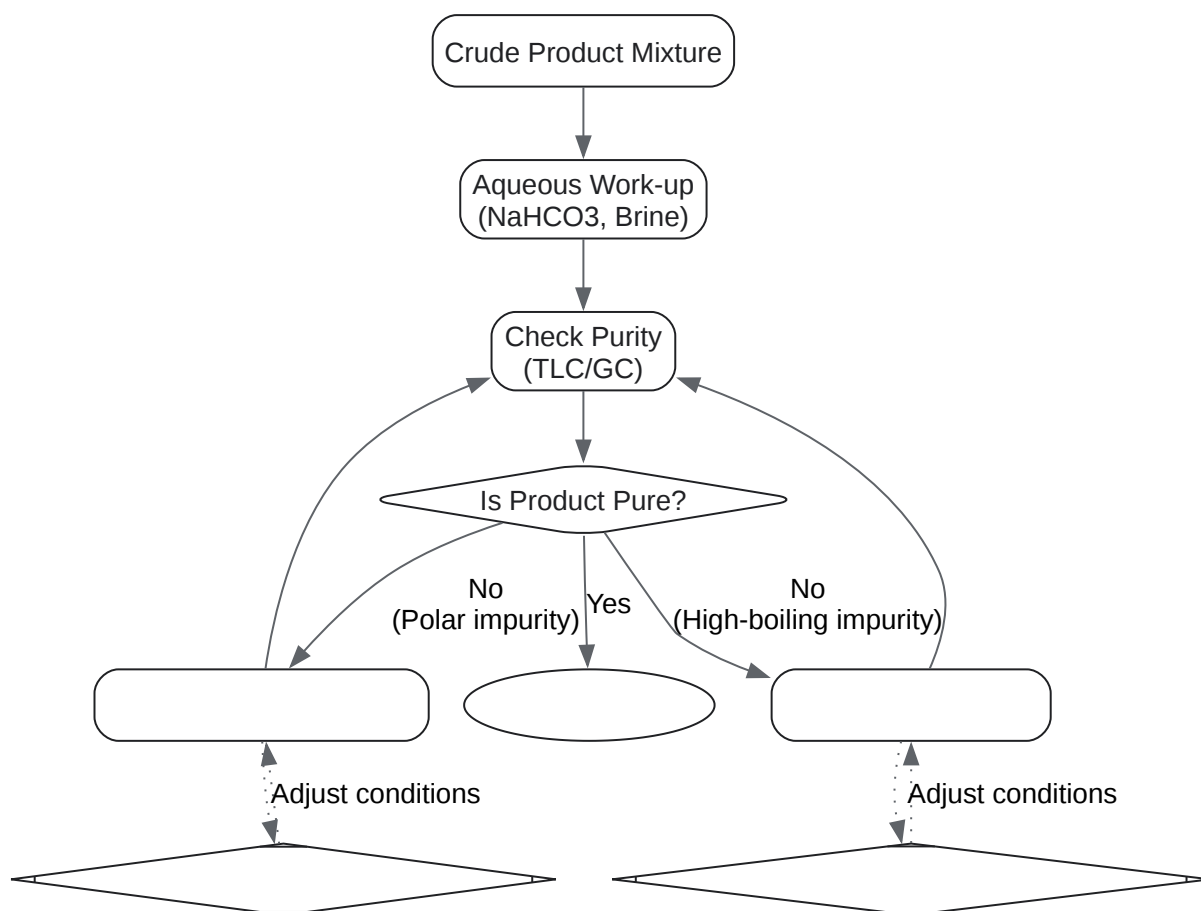 Crude Product Mixture
Aqueous Work-up
(NaHCO3, Brine)
Check Purity
(TLC/GC)
Is Product Pure?
No
(Polar impurity)
Yes
No
(High-boiling impurity)
Adjust conditions
Adjust conditions